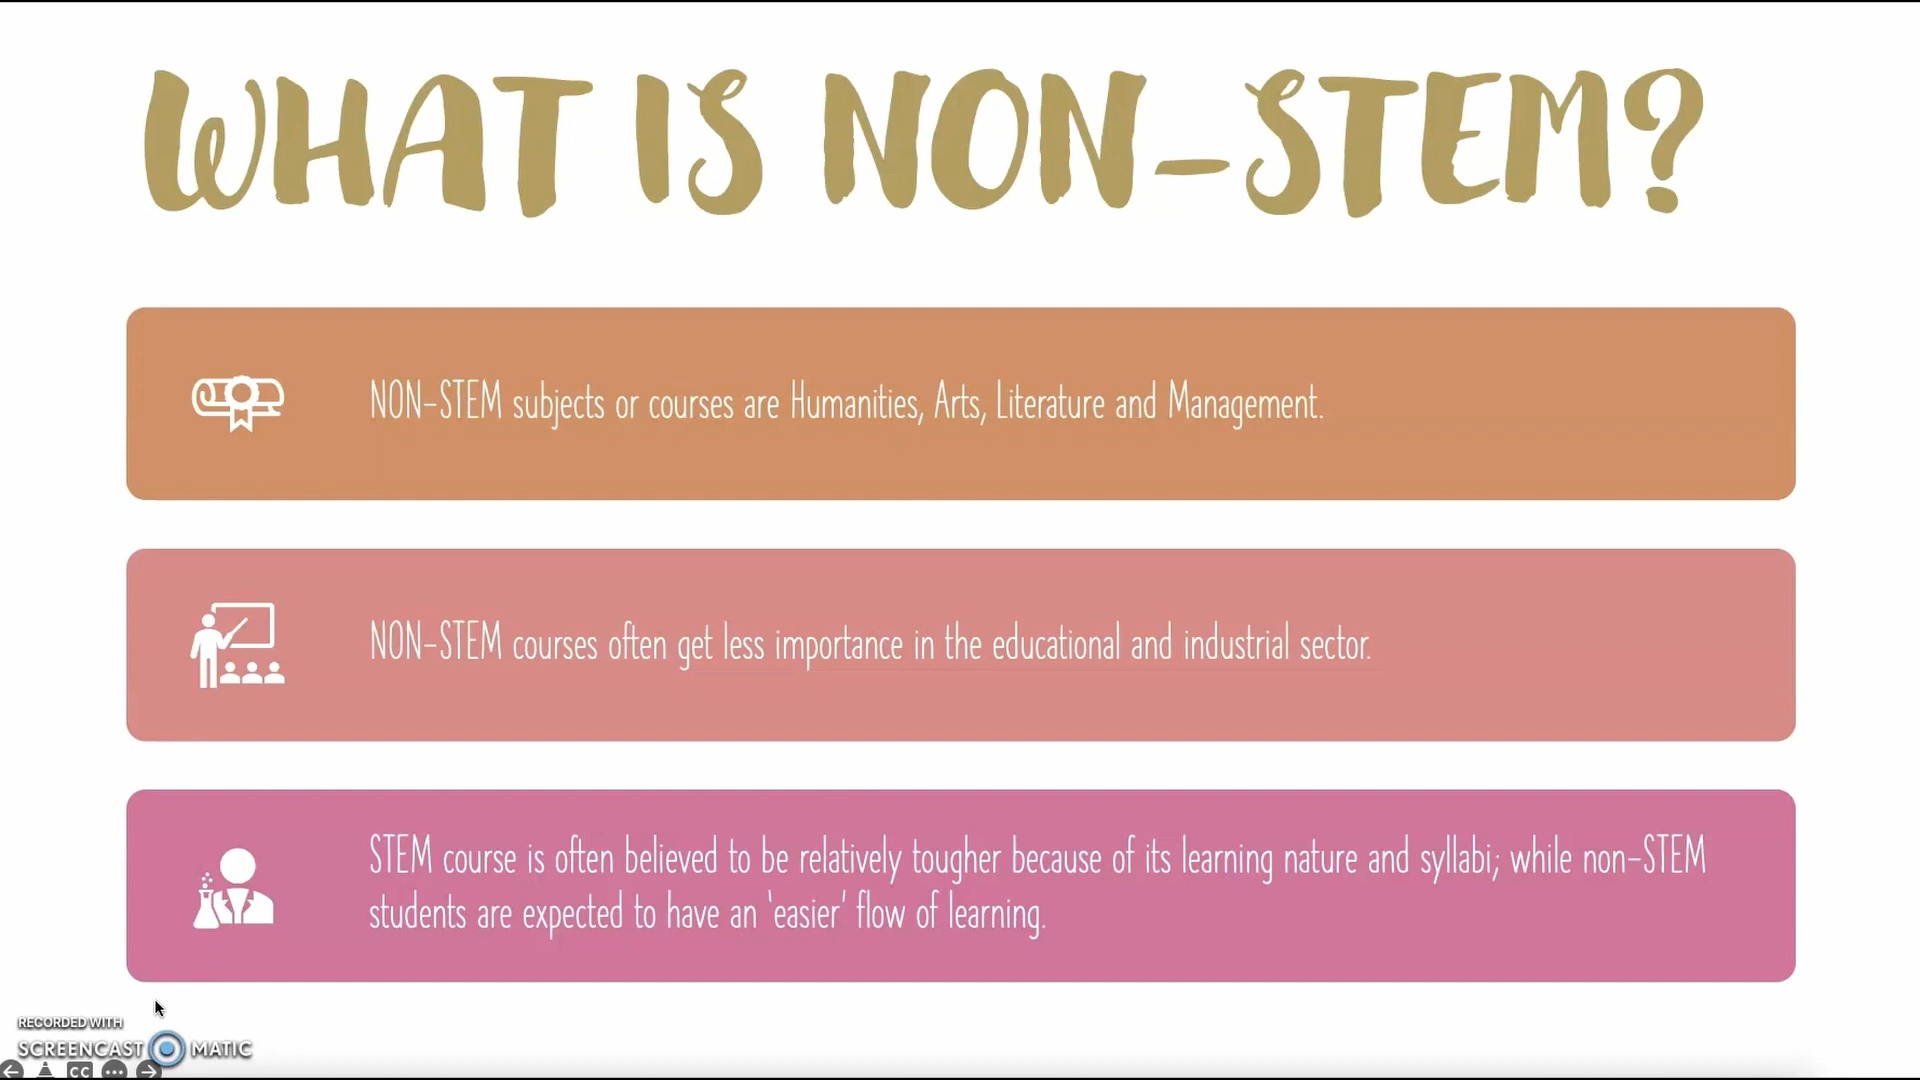 WHAT IS NON-STEM?
NON-STEM subjects or courses are Humanities, Arts, Literature and Management.
NON-STEM courses often get less importance in the educational and industrial sector.
STEM course is often believed to be relatively tougher because of its learning nature and syllabi; while non-STEM
students are expected to have an 'easier' flow of learning.
RECORDED WITH
SCREENCAST MATIC
CC